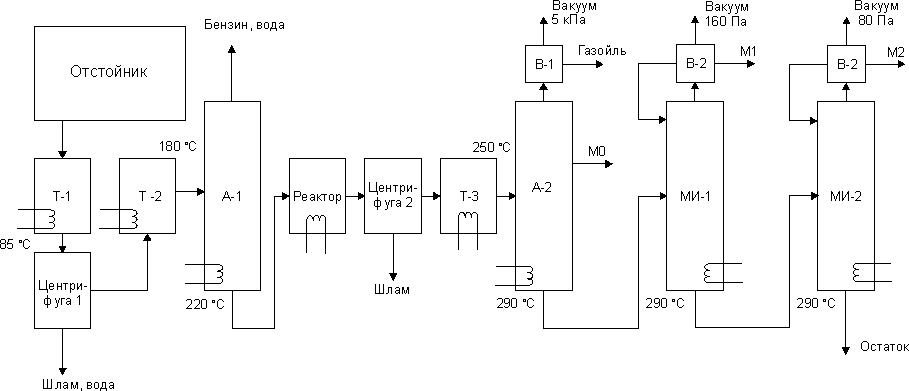 Вакуум
5 кПа
Вакуум
160 Па
Вакуум
80 Па
Бензин, вода
Газойль
М1
М2
В-1
В-2
В-2
Отстойник
180 °С
250 °С
М0
Т-1
Т -2
А-1
Реактор
Центри-
фуга 2
Т-3
А-2
МИ-1
МИ-2
85 °С
Центри-
фуга 1
Шлам
220 °С
290 °С
290 °С
290 °С
Остаток
Шлам, вода